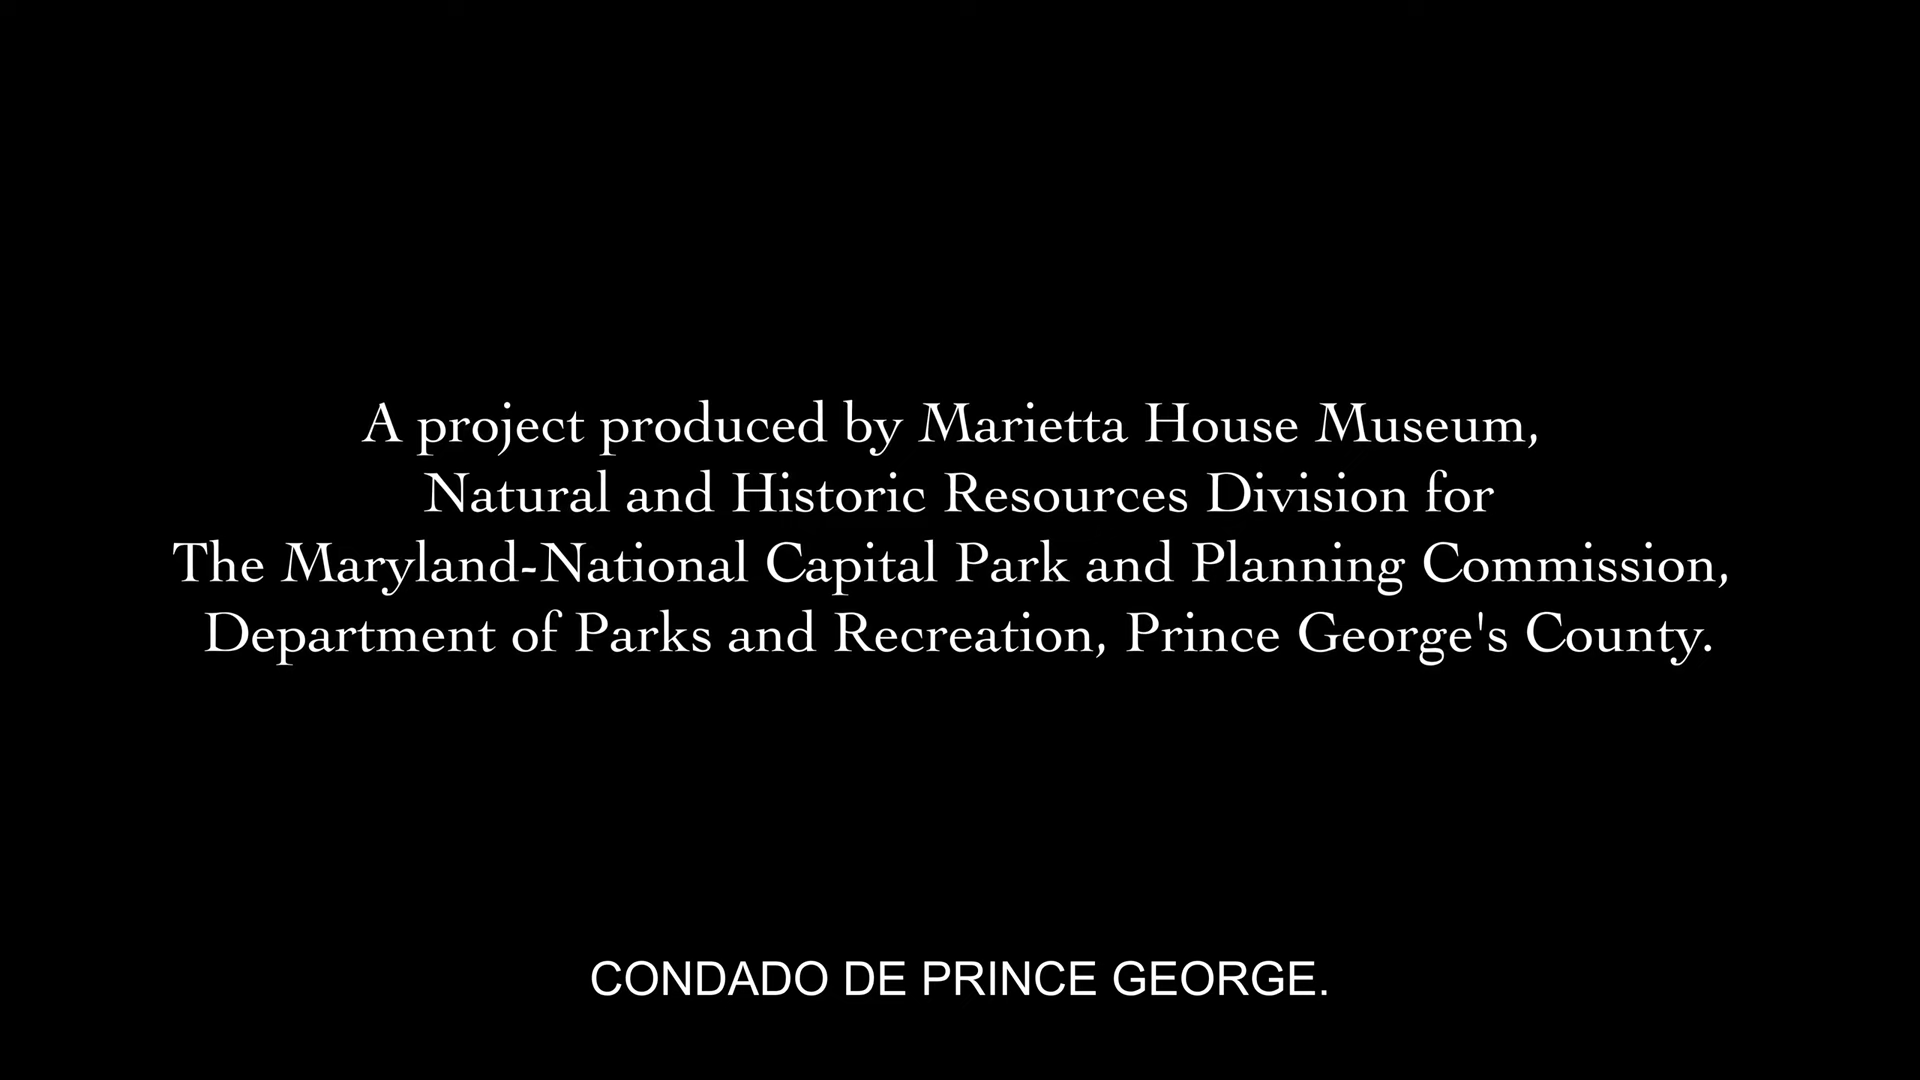 A project produced by Marietta House Museum,
Natural and Historic Resources Division for
The Maryland-National Capital Park and Planning Commission,
Department of Parks and Recreation, Prince George's County.
CONDADO DE PRINCE GEORGE.